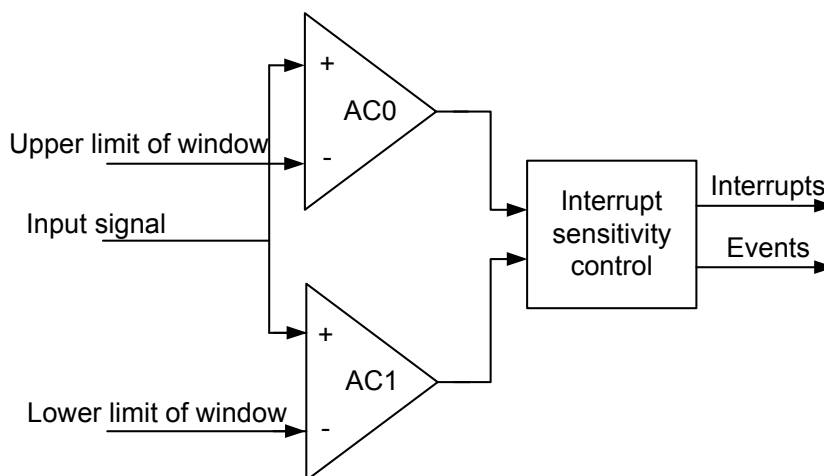 +
AC0
Upper limit of window
-
Interrupts
Input signal
Interrupt
sensitivity
control
Events
+
AC1
Lower limit of window
-